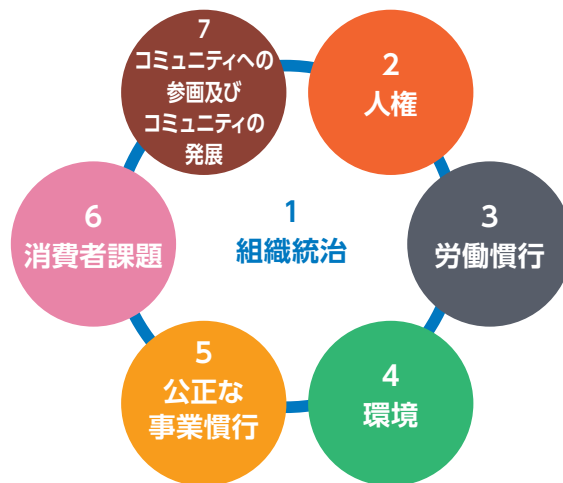 1
組織統治
2
人権
3
労働慣行
4
環境
5
公正な
事業慣行
6
消費者課題
7
コミュニティへの
参画及び
コミュニティの
発展